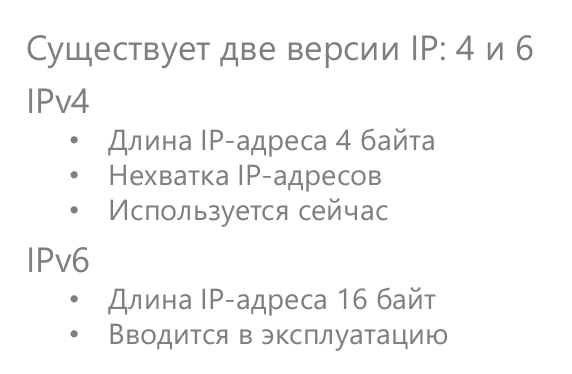 Существует две версии IP: 4 и 6
IPv4
• Длина IP-адреса 4 байта
• Нехватка IP-адресов
• Используется сейчас
IPv6
• Длина IP-адреса 16 байт
• Вводится в эксплуатацию